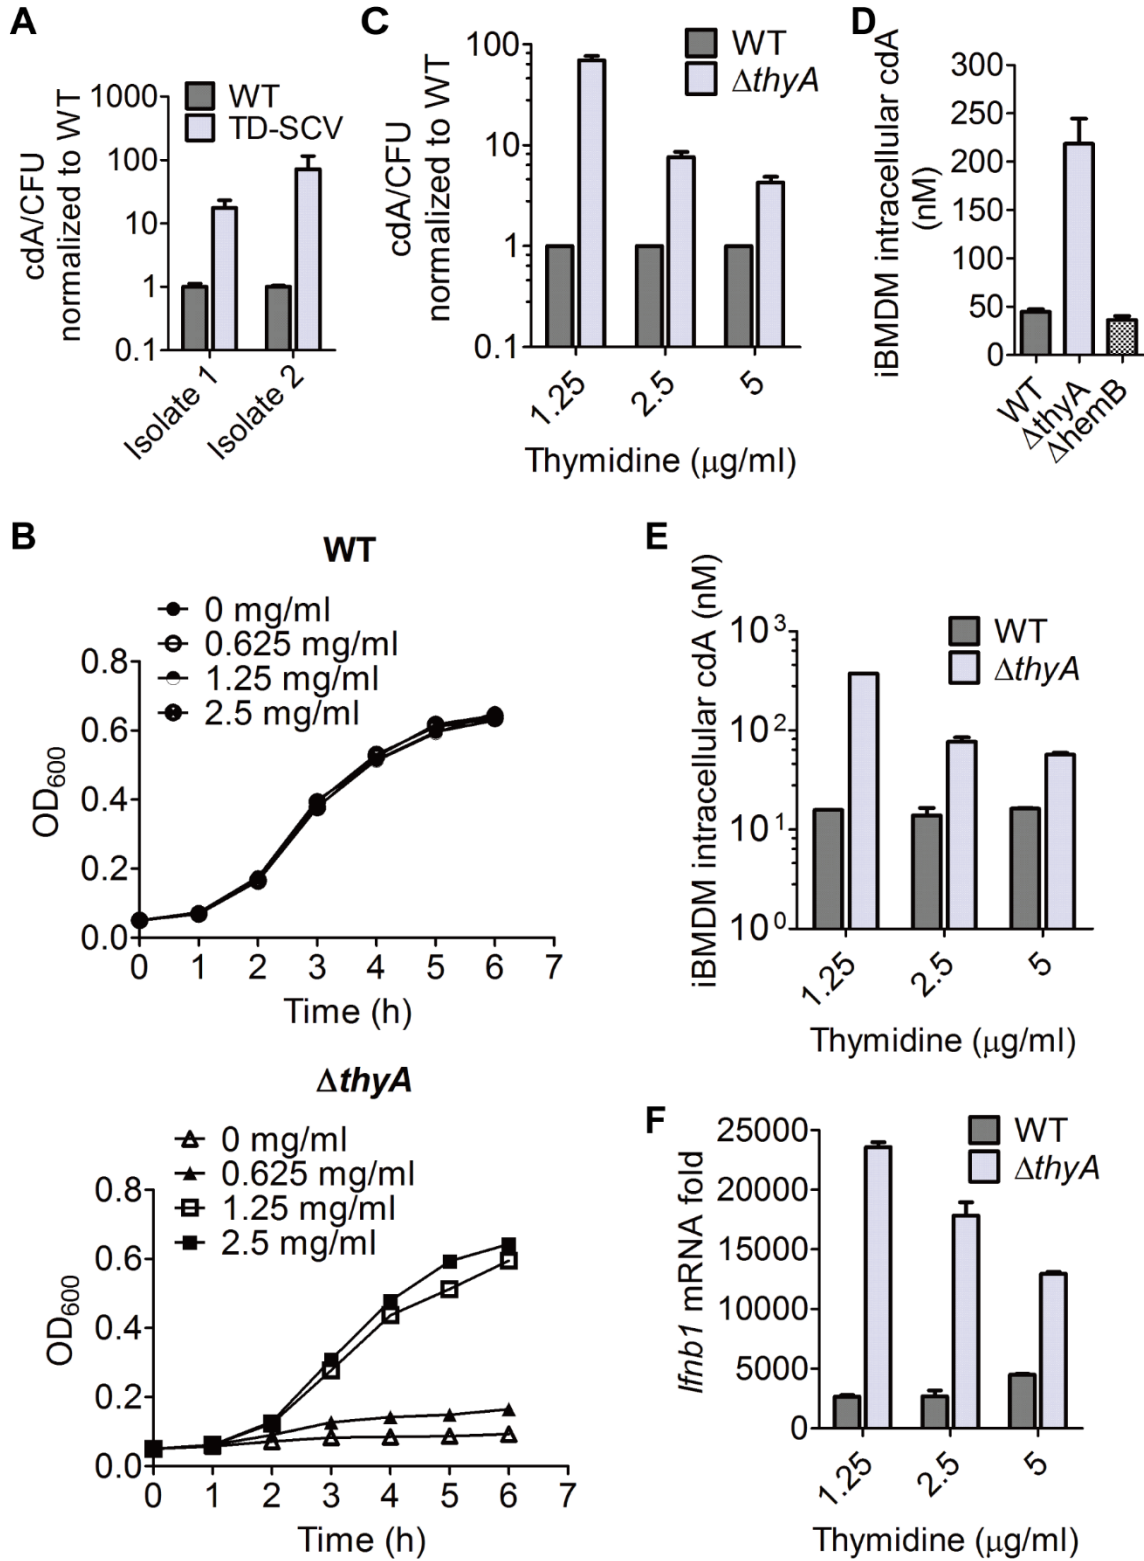 A
cdA/CFU
normalized to WT
1000
100
10
1
0.1
WT
TD-SCV
Isolate 1
Isolate 2
C
cdA/CFU
normalized to WT
100
10
1
0.1
WT
ΔthyA
1.25
2.5
5
Thymidine (μg/ml)
D
iBMDM intracellular cdA
(nM)
300
250
200
150
100
50
0
WT
ΔthyA
ΔhemB
B
WT
0 mg/ml
0.625 mg/ml
1.25 mg/ml
2.5 mg/ml
OD600
0.8
0.6
0.4
0.2
0.0
0 1 2 3 4 5 6 7
Time (h)
ΔthyA
0 mg/ml
0.625 mg/ml
1.25 mg/ml
2.5 mg/ml
OD600
0.8
0.6
0.4
0.2
0.0
0 1 2 3 4 5 6 7
Time (h)
E
iBMDM intracellular cdA (nM)
10³
10²
10¹
10⁰
WT
ΔthyA
1.25
2.5
5
Thymidine (μg/ml)
F
Ifnb1 mRNA fold
25000
20000
15000
10000
5000
0
WT
ΔthyA
1.25
2.5
5
Thymidine (μg/ml)